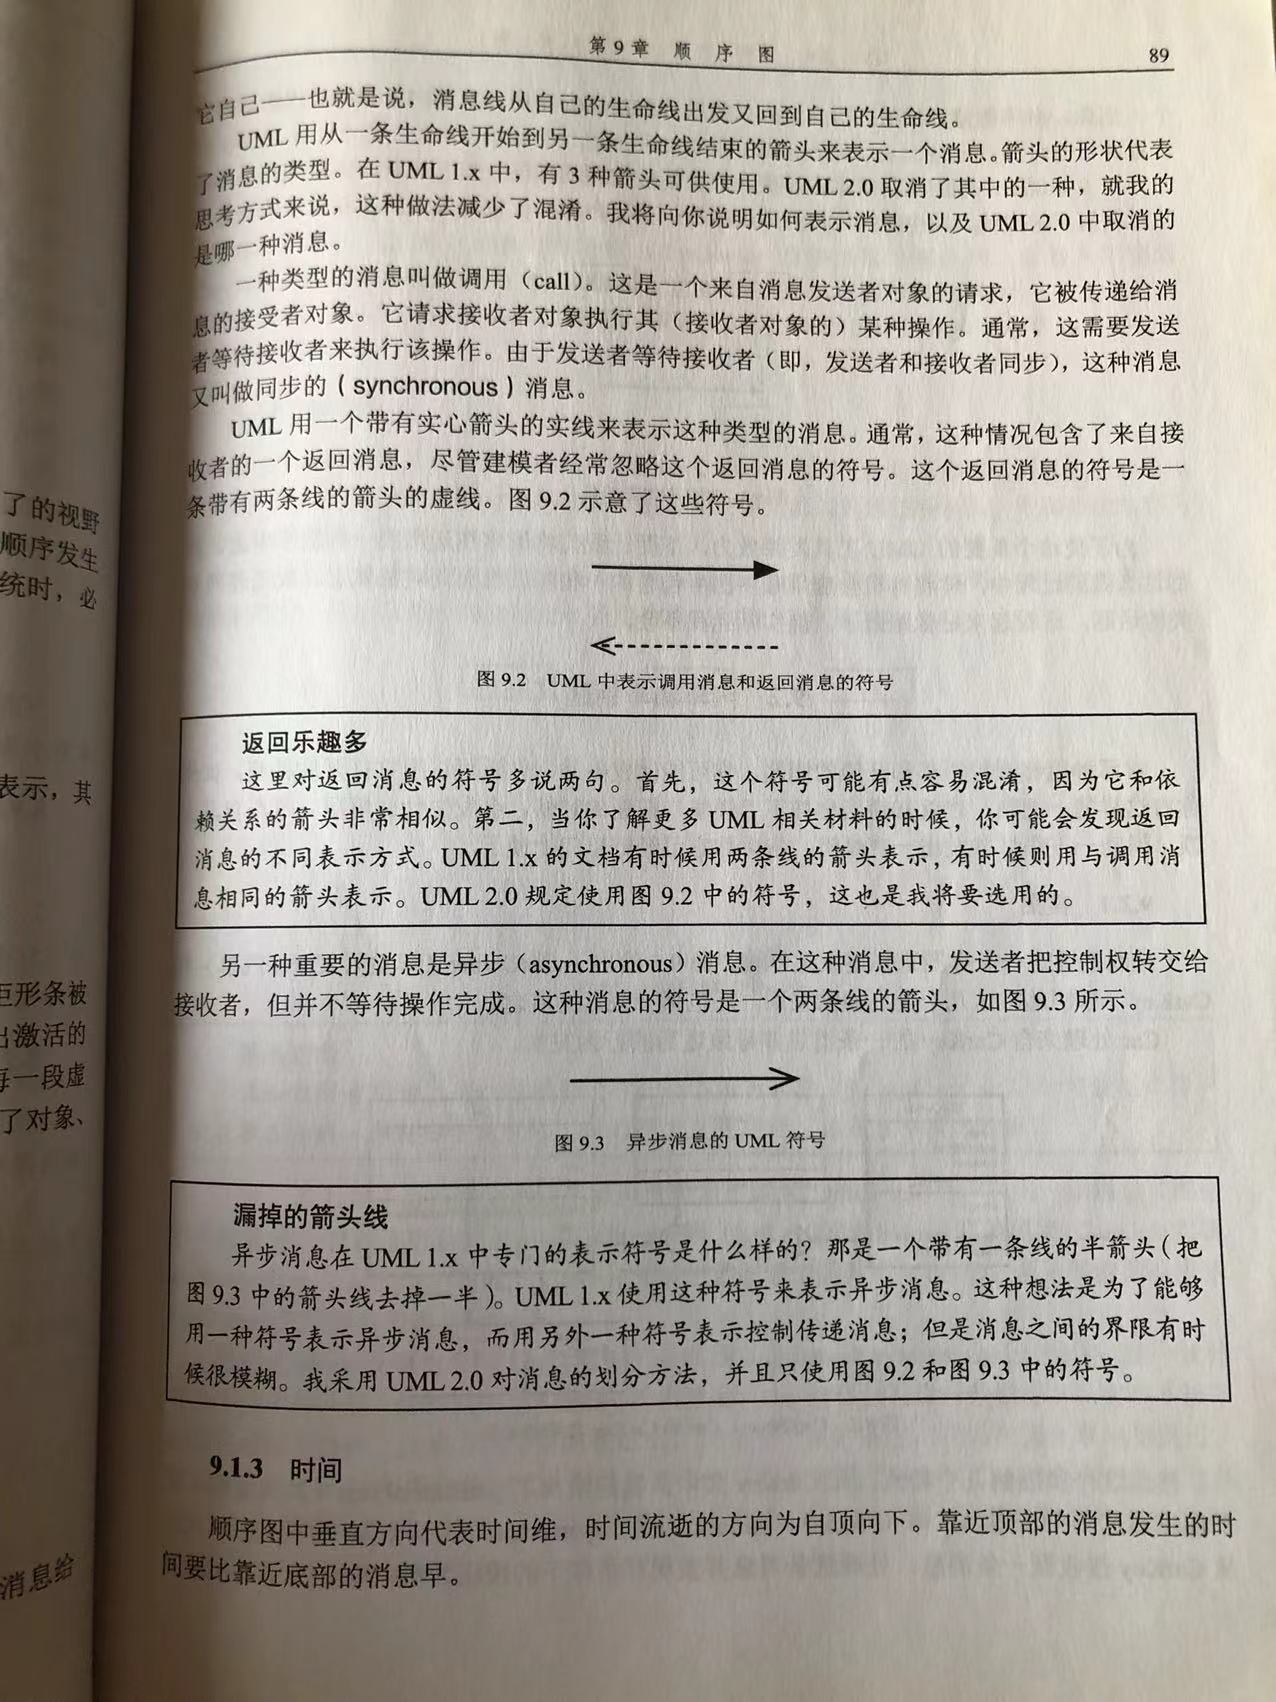 第9章 顺序图 89
它自己——也就是说，消息线从自己的生命线出发又回到自己的生命线。
UML 用从一条生命线开始到另一条生命线结束的箭头来表示一个消息。箭头的形状代表
了消息的类型。在 UML 1.x 中，有 3 种箭头可供使用。UML 2.0 取消了其中的一种，就我的
思考方式来说，这种做法减少了混淆。我将向你说明如何表示消息，以及 UML 2.0 中取消的
是哪一种消息。
一种类型的消息叫做调用（call）。这是一个来自消息发送者对象的请求，它被传递给消
息的接受者对象。它请求接收者对象执行其（接收者对象的）某种操作。通常，这需要发送
者等待接收者来执行该操作。由于发送者等待接收者（即，发送者和接收者同步），这种消息
又叫做同步的（synchronous）消息。
UML 用一个带有实心箭头的实线来表示这种类型的消息。通常，这种情况包含了来自接
收者的一个返回消息，尽管建模者经常忽略这个返回消息的符号。这个返回消息的符号是一
条带有两条线的箭头的虚线。图 9.2 示意了这些符号。
图 9.2 UML 中表示调用消息和返回消息的符号
返回乐趣多
这里对返回消息的符号多说两句。首先，这个符号可能有点容易混淆，因为它和依
赖关系的箭头非常相似。第二，当你了解更多 UML 相关材料的时候，你可能会发现返回
消息的不同表示方式。UML 1.x 的文档有时候用两条线的箭头表示，有时候则用与调用消
息相同的箭头表示。UML 2.0 规定使用图 9.2 中的符号，这也是我将要选用的。
另一种重要的消息是异步（asynchronous）消息。在这种消息中，发送者把控制权转交给
接收者，但并不等待操作完成。这种消息的符号是一个两条线的箭头，如图 9.3 所示。
图 9.3 异步消息的 UML 符号
漏掉的箭头线
异步消息在 UML 1.x 中专门的表示符号是什么样的？那是一个带有一条线的半箭头（把
图 9.3 中的箭头线去掉一半）。UML 1.x 使用这种符号来表示异步消息。这种想法是为了能够
用一种符号表示异步消息，而用另外一种符号表示控制传递消息；但是消息之间的界限有时
候很模糊。我采用 UML 2.0 对消息的划分方法，并且只使用图 9.2 和图 9.3 中的符号。
9.1.3 时间
顺序图中垂直方向代表时间维，时间流逝的方向为自顶向下。靠近顶部的消息发生的时
间要比靠近底部的消息早。
了的视野
顺序发生
统时，必
表示，其
巨形条被
出激活的
每一段虚
了对象、
消息给